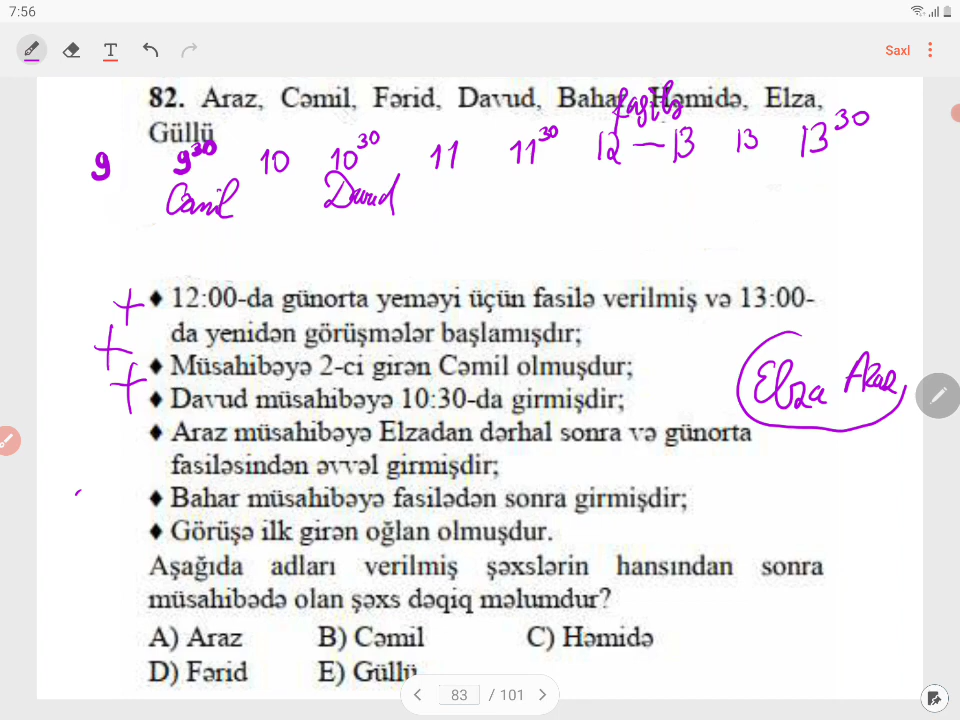 7:56
T Saxl
82. Araz, Cəmil, Fərid, Davud, Bahar, Həmidə, Elza,
Güllü
9 9³⁰ 10 10³⁰ 11 11³⁰ 12 — 13 13 13³⁰
Cəmil Davud
♦ 12:00-da günorta yeməyi üçün fasilə verilmiş və 13:00-
da yenidən görüşmələr başlamışdır;
♦ Müsahibəyə 2-ci girən Cəmil olmuşdur;
♦ Davud müsahibəyə 10:30-da girmişdir;
Elza Araz
♦ Araz müsahibəyə Elzadan dərhal sonra və günorta
fasiləsindən əvvəl girmişdir;
♦ Bahar müsahibəyə fasilədən sonra girmişdir;
♦ Görüşə ilk girən oğlan olmuşdur.
Aşağıda adları verilmiş şəxslərin hansından sonra
müsahibədə olan şəxs dəqiq məlumdur?
A) Araz B) Cəmil C) Həmidə
D) Fərid E) Güllü
83 / 101